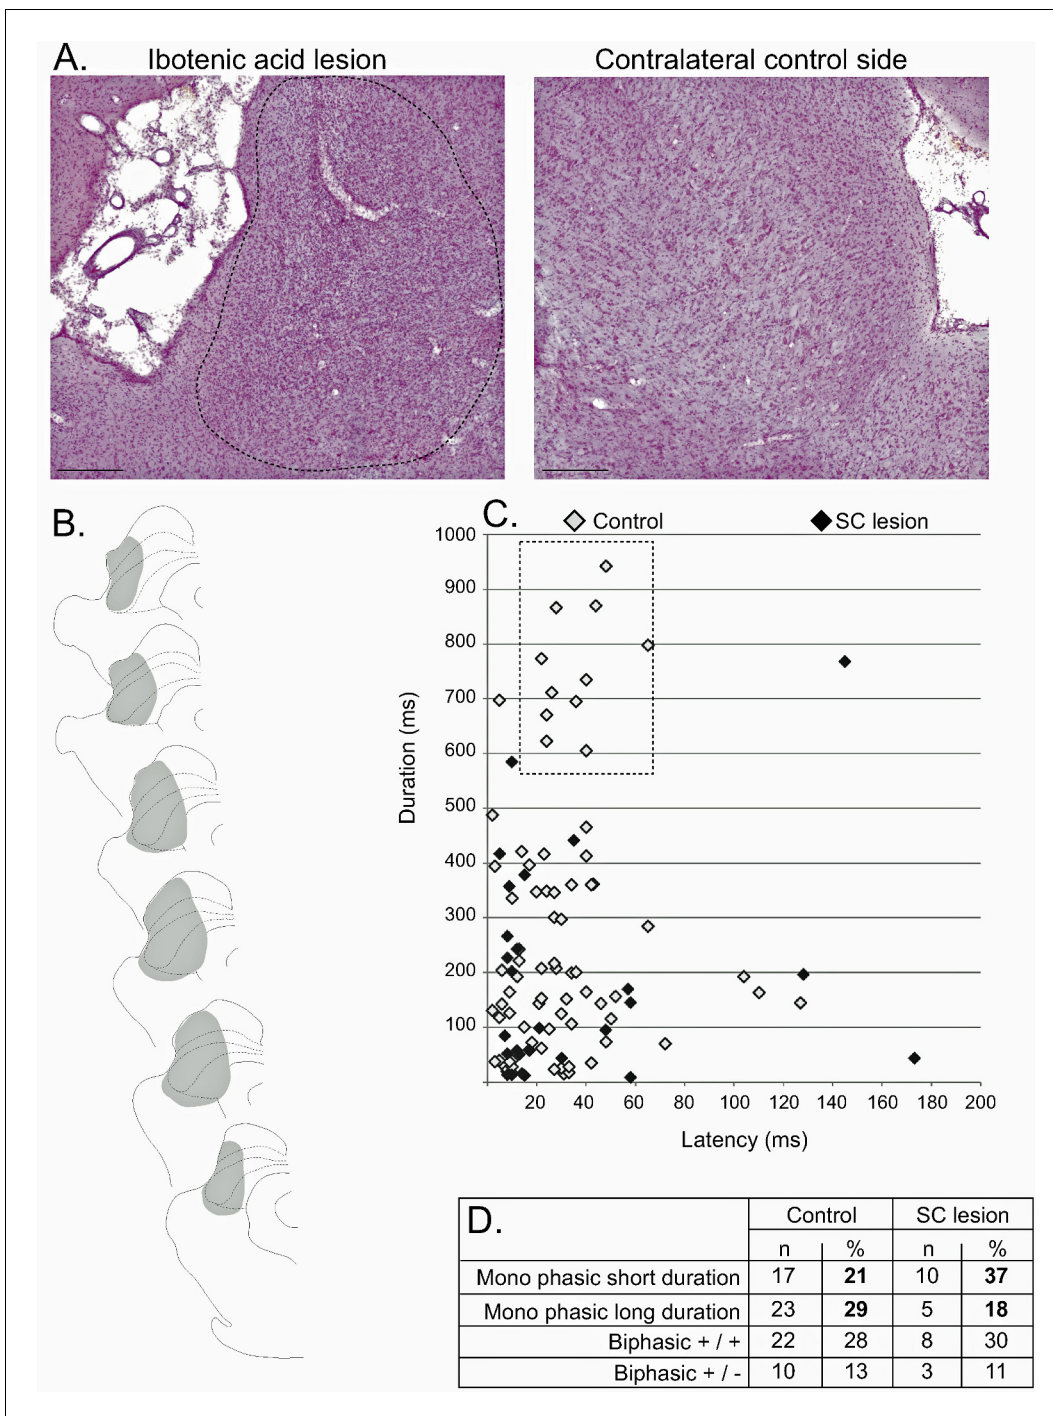 A.
Ibotenic acid lesion
Contralateral control side
B.
C.
Control
SC lesion
1000
900
800
700
600
500
400
300
200
100
Duration (ms)
20 40 60 80 100 120 140 160 180 200
Latency (ms)
D.
Control SC lesion
n % n %
Mono phasic short duration 17 21 10 37
Mono phasic long duration 23 29 5 18
Biphasic + / + 22 28 8 30
Biphasic + / - 10 13 3 11